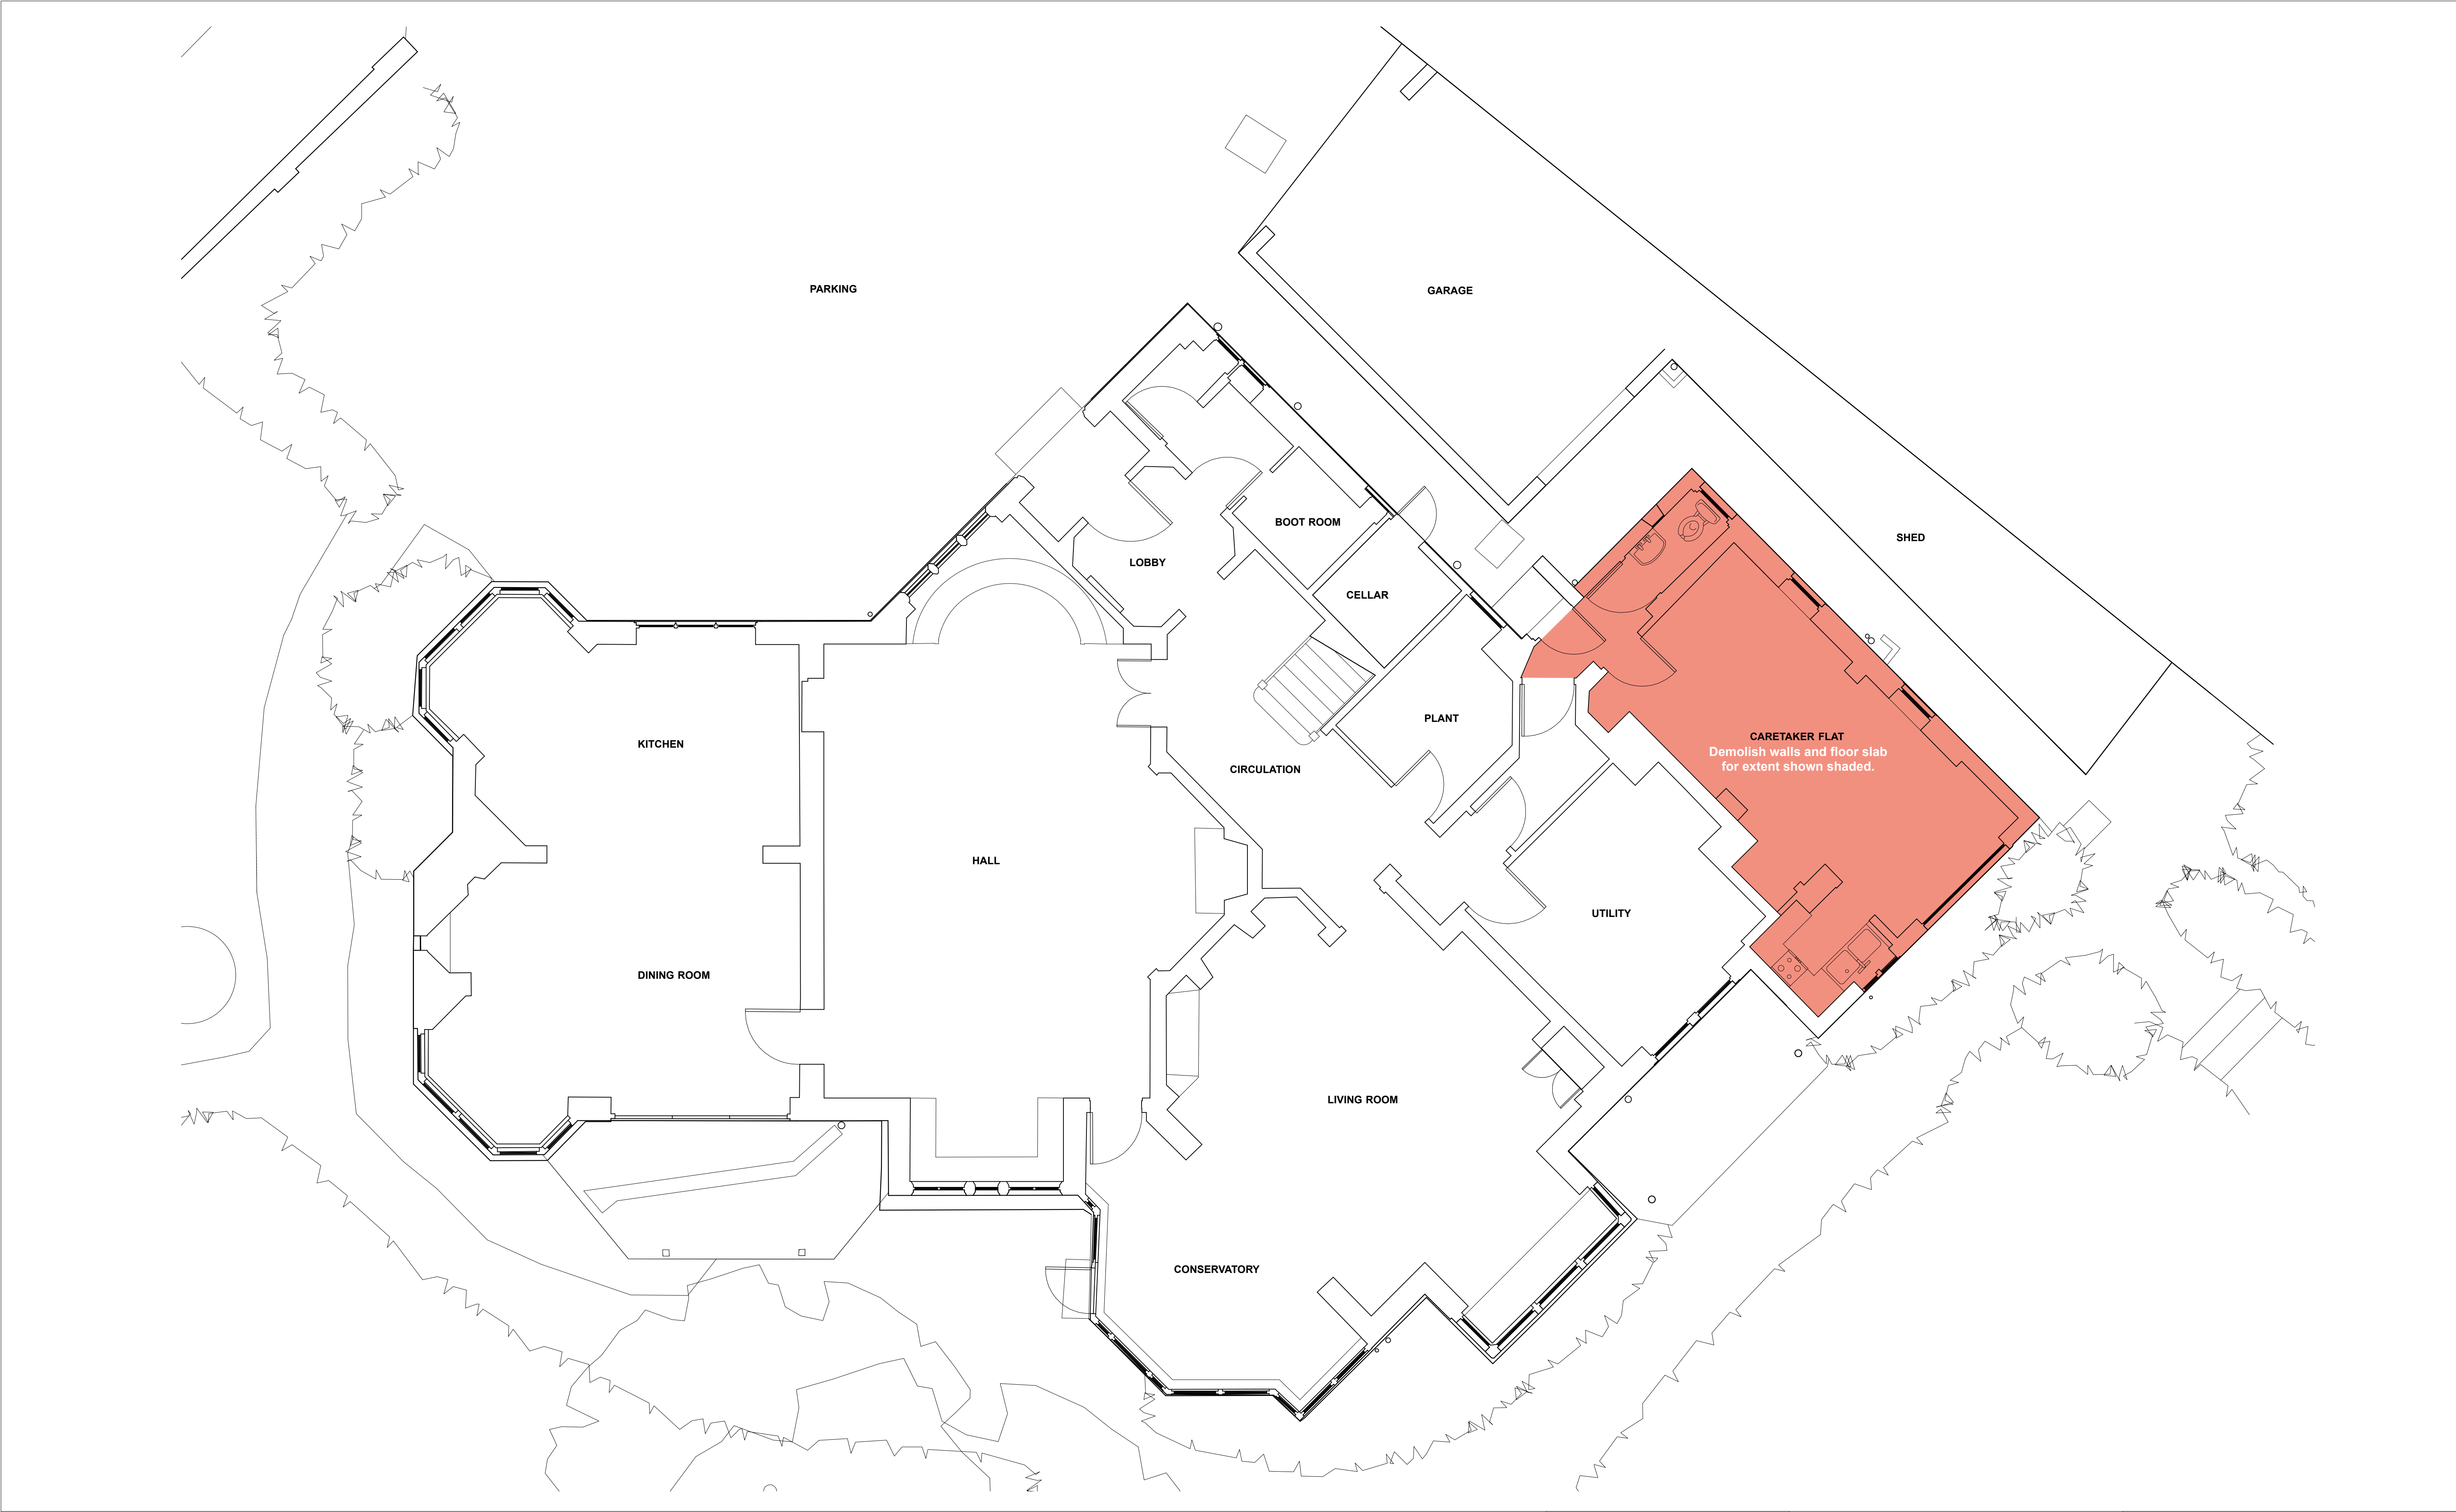 PARKING
GARAGE
BOOT ROOM
SHED
LOBBY
CELLAR
PLANT
CARETAKER FLAT
Demolish walls and floor slab
for extent shown shaded.
KITCHEN
CIRCULATION
HALL
UTILITY
DINING ROOM
LIVING ROOM
CONSERVATORY